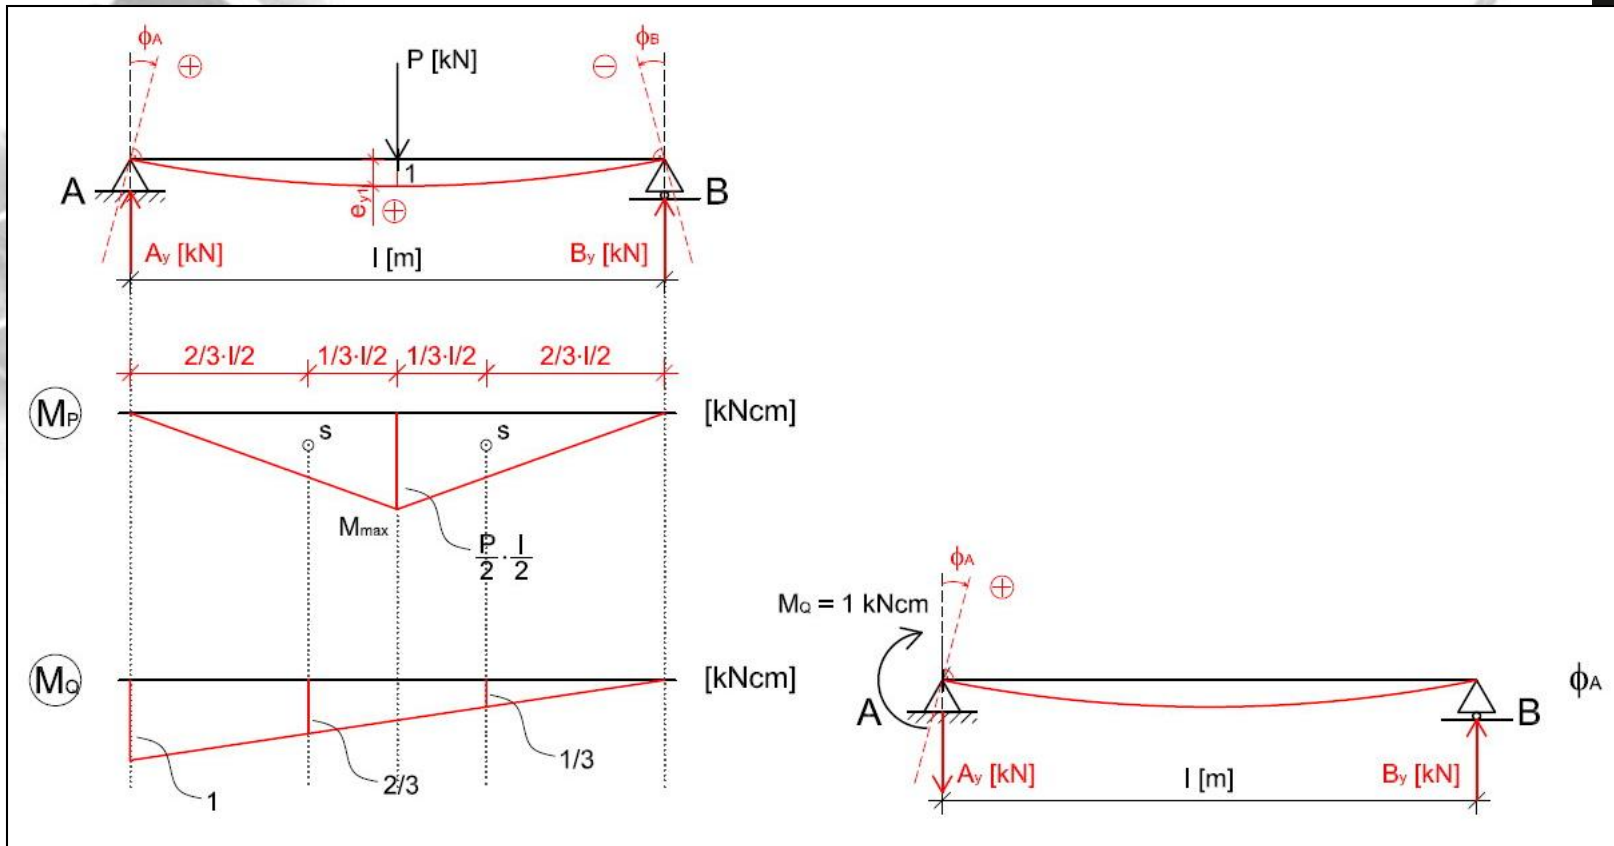 ϕA
ϕB
⊕
⊖
P [kN]
1
A
B
ey1
⊕
Ay [kN]
l [m]
By [kN]
2/3·l/2
1/3·l/2
1/3·l/2
2/3·l/2
MP
[kNcm]
s
s
Mmax
P/2 · l/2
MQ
[kNcm]
1
2/3
1/3
ϕA
⊕
MQ = 1 kNcm
ϕA
A
B
Ay [kN]
l [m]
By [kN]